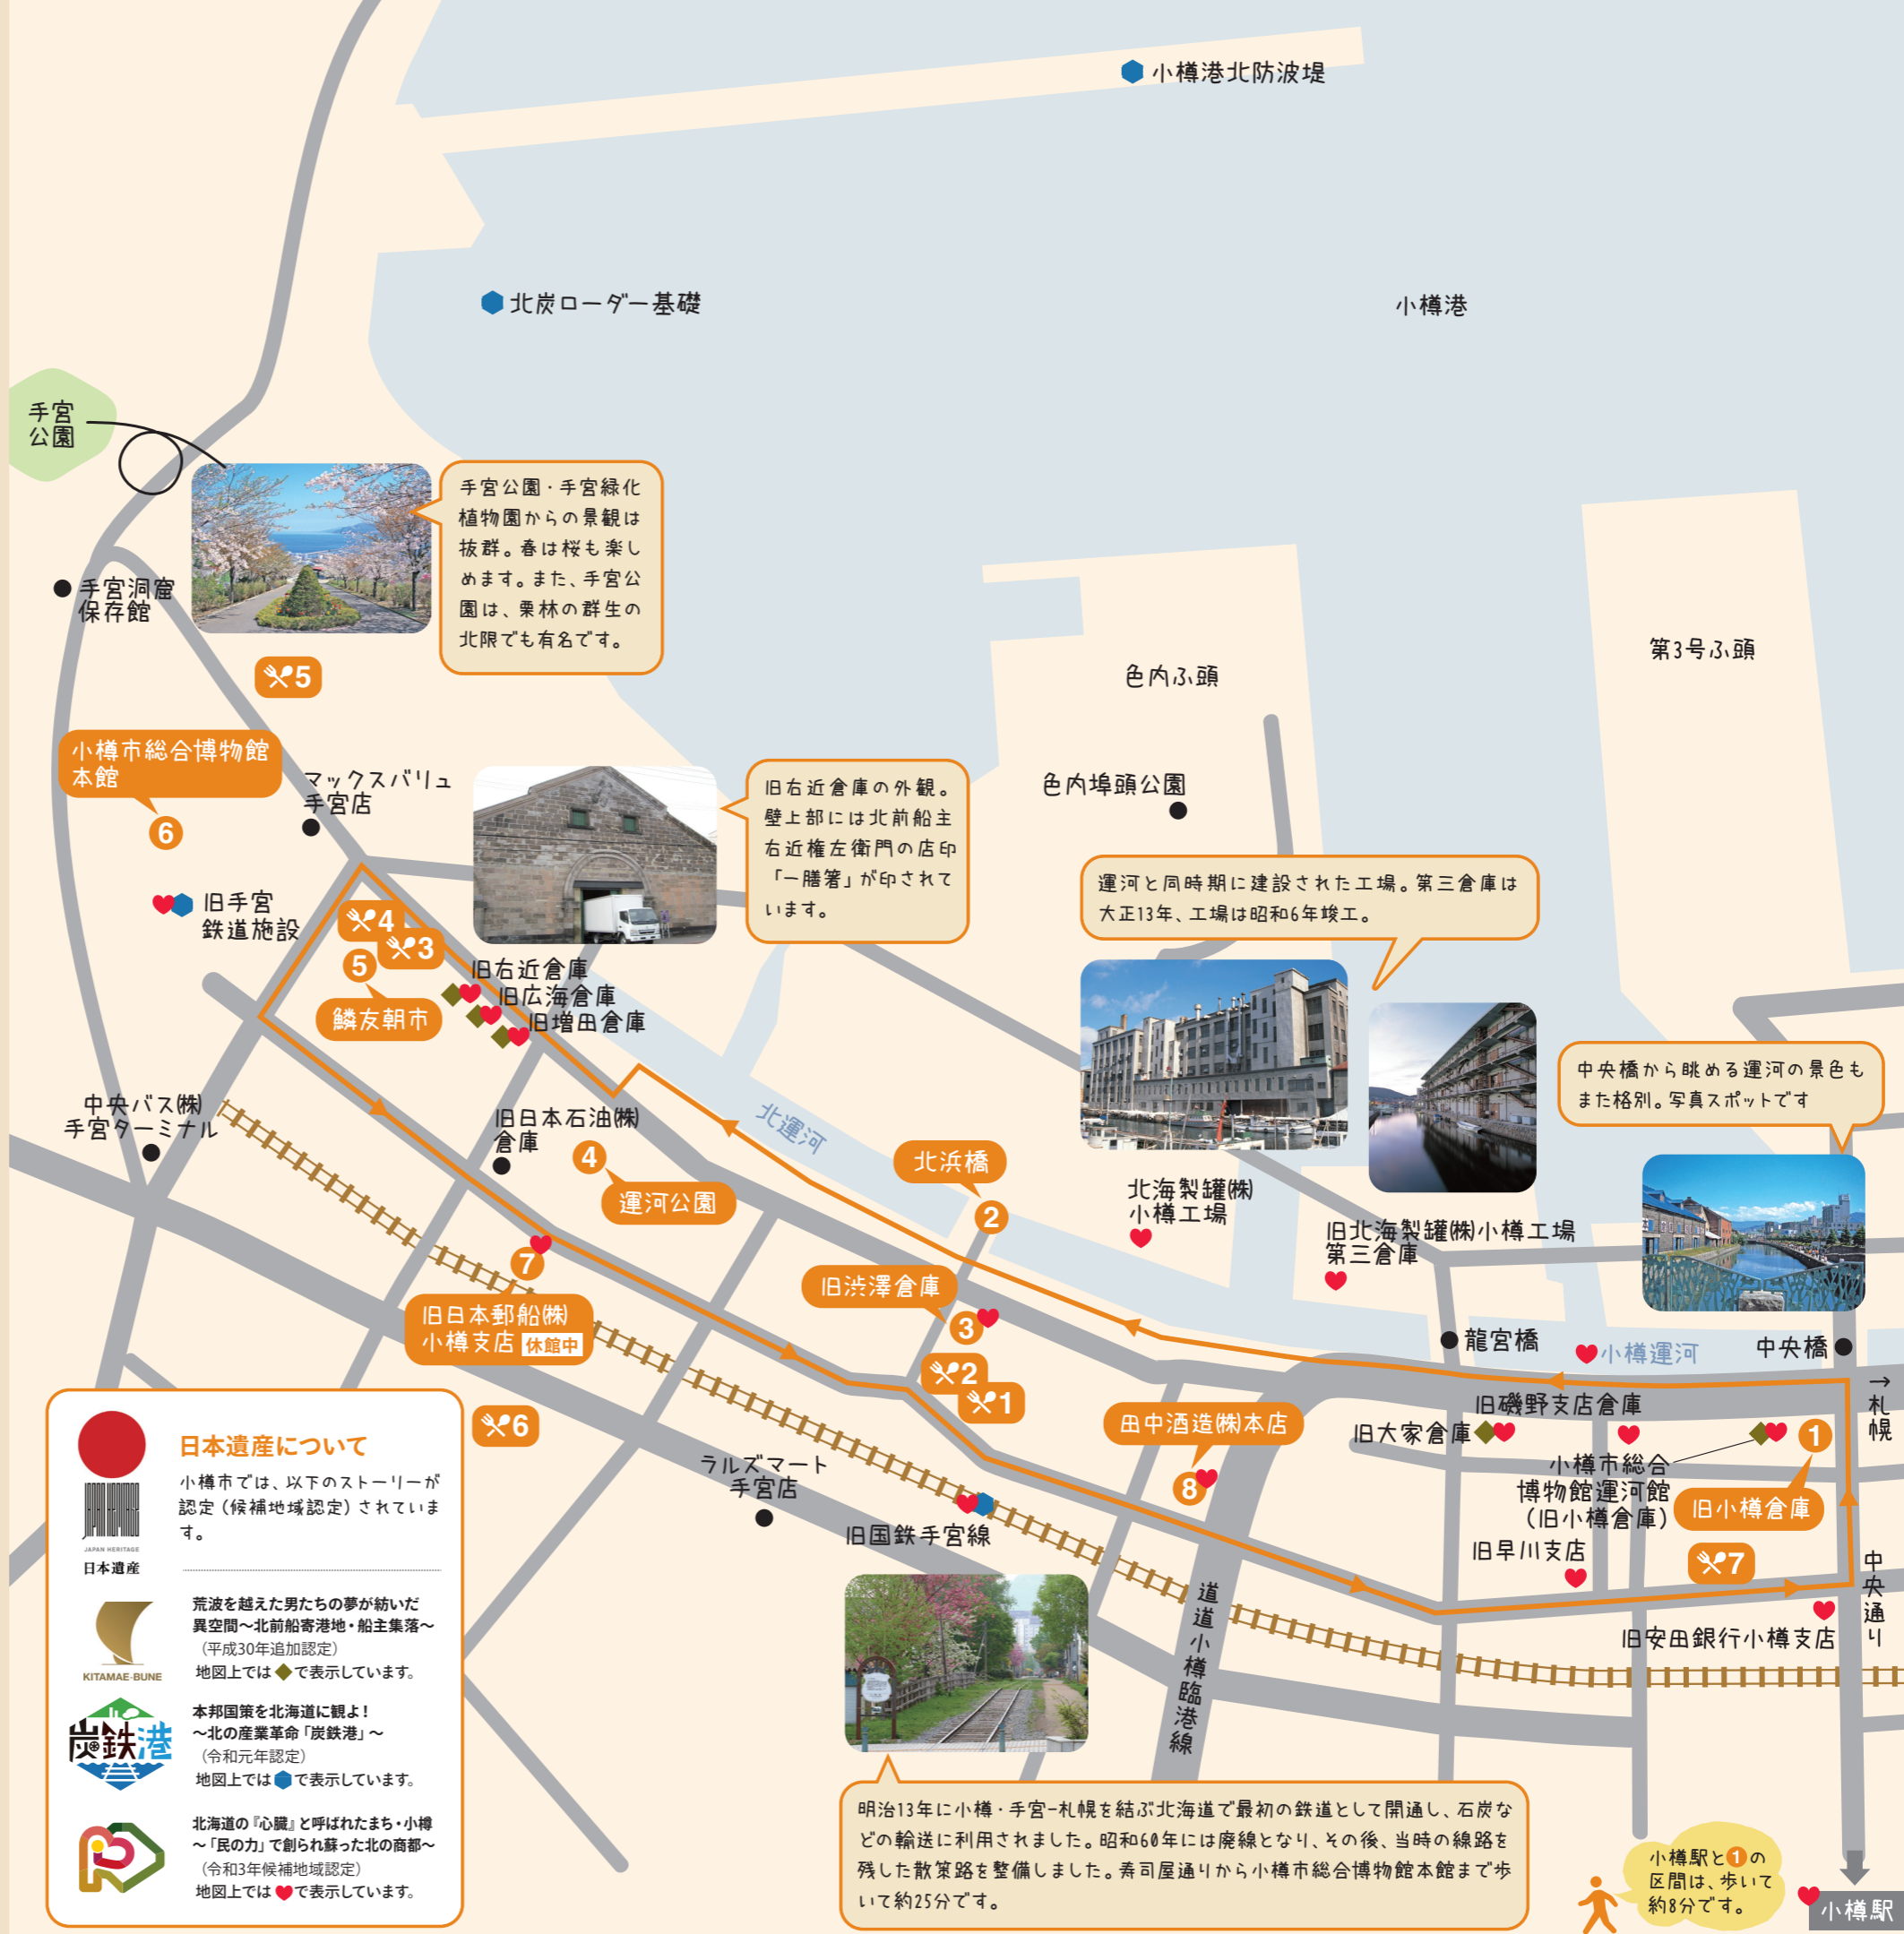 小樽港北防波堤
北炭ローダー基礎
小樽港
手宮
公園
手宮公園・手宮緑化
植物園からの景観は
抜群。春は桜も楽し
めます。また、手宮公
園は、栗林の群生の
北限でも有名です。
手宮洞窟
保存館
5
色内ふ頭
第3号ふ頭
小樽市総合博物館
本館
6
マックスバリュ
手宮店
旧右近倉庫の外観。
壁上部には北前船主
右近権左衛門の店印
「一膳箸」が印されて
います。
色内埠頭公園
運河と同時期に建設された工場。第三倉庫は
大正13年、工場は昭和6年竣工。
旧手宮
鉄道施設
4
3
5
鱗友朝市
旧右近倉庫
旧広海倉庫
旧増田倉庫
中央橋から眺める運河の景色も
また格別。写真スポットです
中央バス㈱
手宮ターミナル
旧日本石油㈱
倉庫
4
運河公園
北運河
北浜橋
2
北海製罐㈱
小樽工場
旧北海製罐㈱小樽工場
第三倉庫
7
旧日本郵船㈱
小樽支店 休館中
旧渋澤倉庫
3
2
1
龍宮橋
小樽運河
中央橋
→札幌
6
田中酒造㈱本店
8
旧磯野支店倉庫
旧大家倉庫
1
小樽市総合
博物館運河館
(旧小樽倉庫)
旧小樽倉庫
ラルズマート
手宮店
旧国鉄手宮線
旧早川支店
7
中央通り
旧安田銀行小樽支店
道道小樽臨港線
JAPAN HERITAGE
日本遺産
日本遺産について
小樽市では、以下のストーリーが
認定(候補地域認定)されていま
す。
KITAMAE-BUNE
荒波を越えた男たちの夢が紡いだ
異空間～北前船寄港地・船主集落～
(平成30年追加認定)
地図上では◆で表示しています。
炭鉄港
本邦国策を北海道に観よ!
～北の産業革命「炭鉄港」～
(令和元年認定)
地図上では⬢で表示しています。
北海道の『心臓』と呼ばれたまち・小樽
～「民の力」で創られ蘇った北の商都～
(令和3年候補地域認定)
地図上では♥で表示しています。
明治13年に小樽・手宮ー札幌を結ぶ北海道で最初の鉄道として開通し、石炭な
どの輸送に利用されました。昭和60年には廃線となり、その後、当時の線路を
残した散策路を整備しました。寿司屋通りから小樽市総合博物館本館まで歩
いて約25分です。
小樽駅と1の
区間は、歩いて
約8分です。
小樽駅